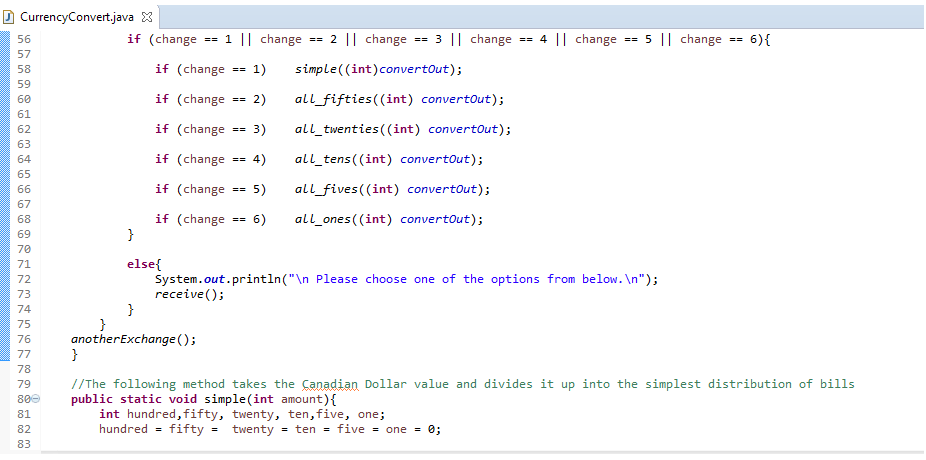 CurrencyConvert.java
56 if (change == 1 || change == 2 || change == 3 || change == 4 || change == 5 || change == 6){
57
58 if (change == 1) simple((int)convertOut);
59
60 if (change == 2) all_fifties((int) convertOut);
61
62 if (change == 3) all_twenties((int) convertOut);
63
64 if (change == 4) all_tens((int) convertOut);
65
66 if (change == 5) all_fives((int) convertOut);
67
68 if (change == 6) all_ones((int) convertOut);
69 }
70
71 else{
72 System.out.println("\n Please choose one of the options from below.\n");
73 receive();
74 }
75 }
76 anotherExchange();
77 }
78
79 //The following method takes the Canadian Dollar value and divides it up into the simplest distribution of bills
80 public static void simple(int amount){
81 int hundred,fifty, twenty, ten,five, one;
82 hundred = fifty =  twenty = ten = five = one = 0;
83